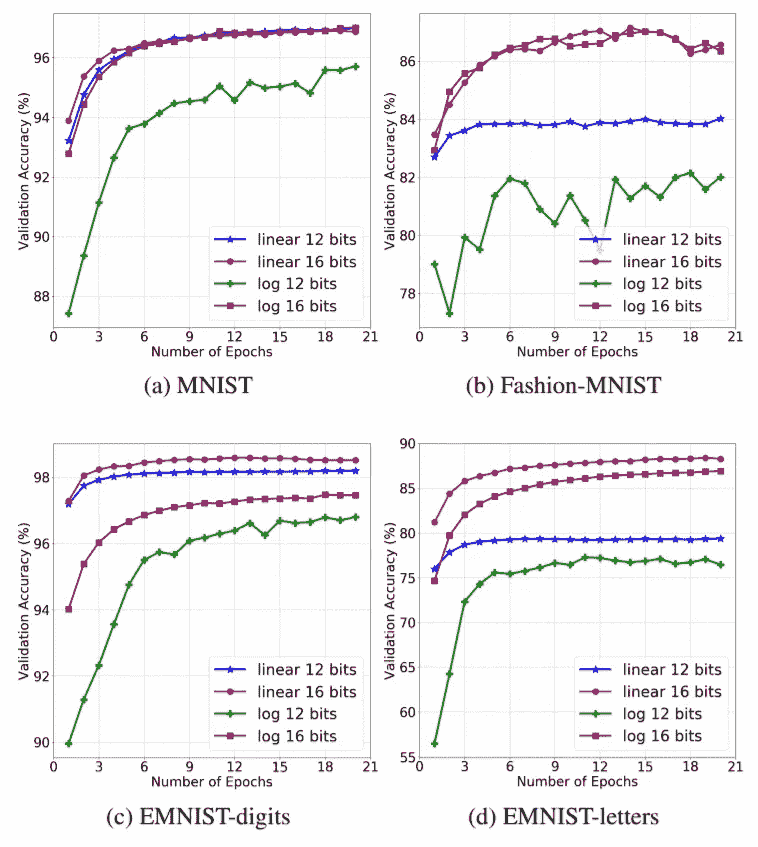 Validation Accuracy (%)
96
94
92
90
88
0 3 6 9 12 15 18 21
Number of Epochs
linear 12 bits
linear 16 bits
log 12 bits
log 16 bits
(a) MNIST
Validation Accuracy (%)
86
84
82
80
78
0 3 6 9 12 15 18 21
Number of Epochs
linear 12 bits
linear 16 bits
log 12 bits
log 16 bits
(b) Fashion-MNIST
Validation Accuracy (%)
98
96
94
92
90
0 3 6 9 12 15 18 21
Number of Epochs
linear 12 bits
linear 16 bits
log 12 bits
log 16 bits
(c) EMNIST-digits
Validation Accuracy (%)
90
85
80
75
70
65
60
55
0 3 6 9 12 15 18 21
Number of Epochs
linear 12 bits
linear 16 bits
log 12 bits
log 16 bits
(d) EMNIST-letters